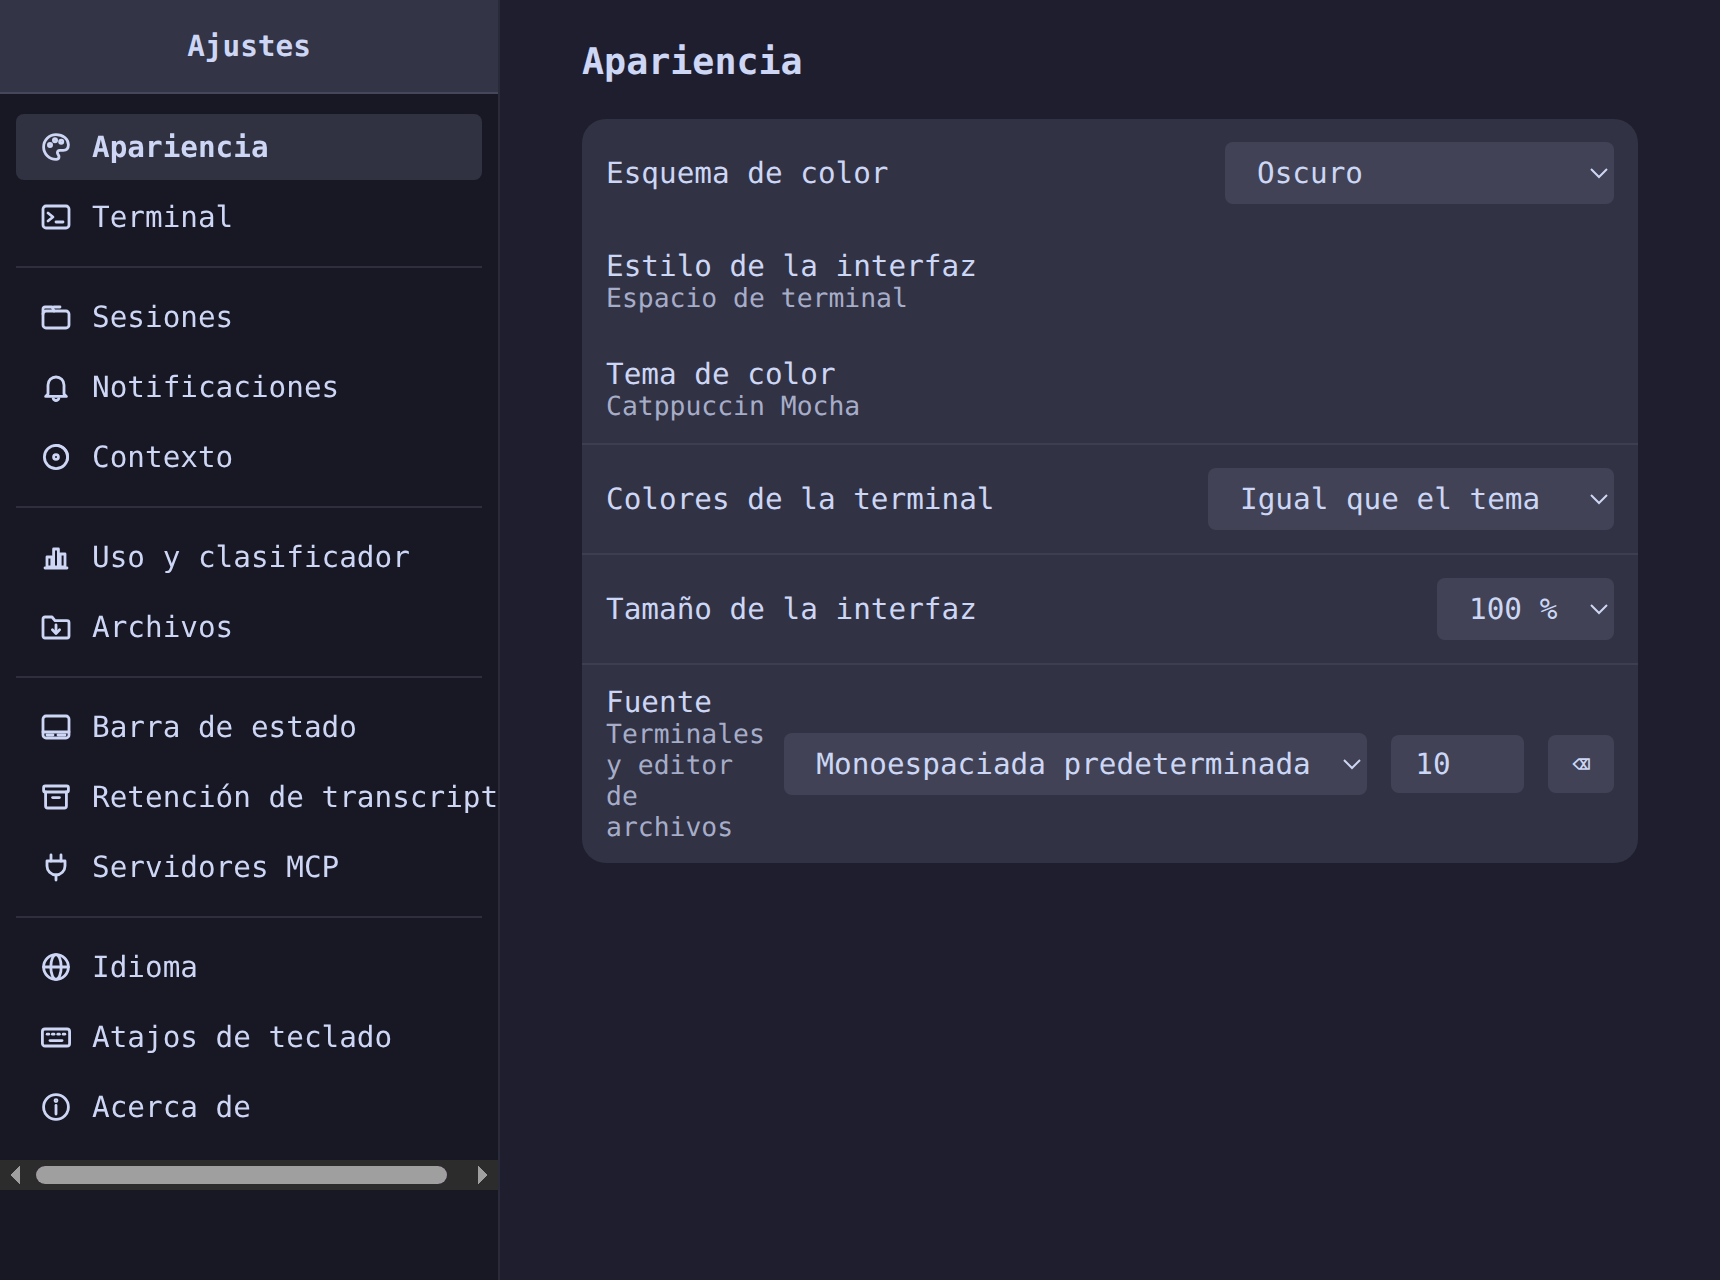 Ajustes
Apariencia
Terminal
Sesiones
Notificaciones
Contexto
Uso y clasificador
Archivos
Barra de estado
Retención de transcript
Servidores MCP
Idioma
Atajos de teclado
Acerca de
Apariencia
Esquema de color
Oscuro
Estilo de la interfaz
Espacio de terminal
Tema de color
Catppuccin Mocha
Colores de la terminal
Igual que el tema
Tamaño de la interfaz
100 %
Fuente
Terminales
y editor
de
archivos
Monoespaciada predeterminada
10
⌫